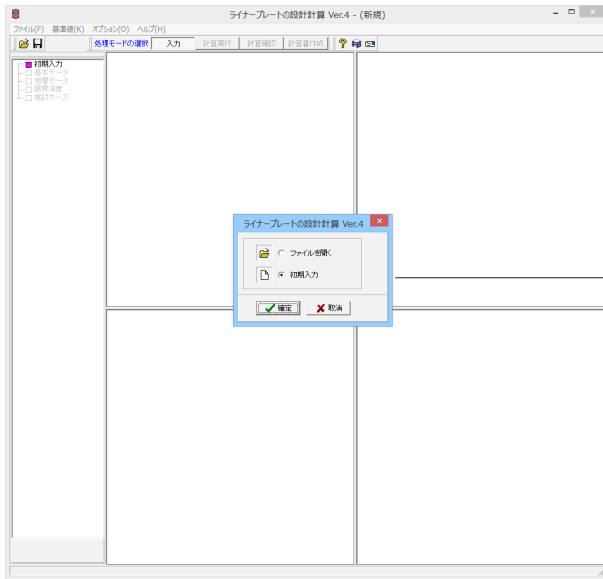 ライナープレートの設計計算 Ver.4 - (新規)
ファイル(F) 基準値(K) オプション(O) ヘルプ(H)
処理モードの選択 入力 計算実行 計算確認 計算書作成
初期入力
基本データ
地層データ
限界深度
検討ケース
ライナープレートの設計計算 Ver.4
ファイルを開く
初期入力
確定 取消